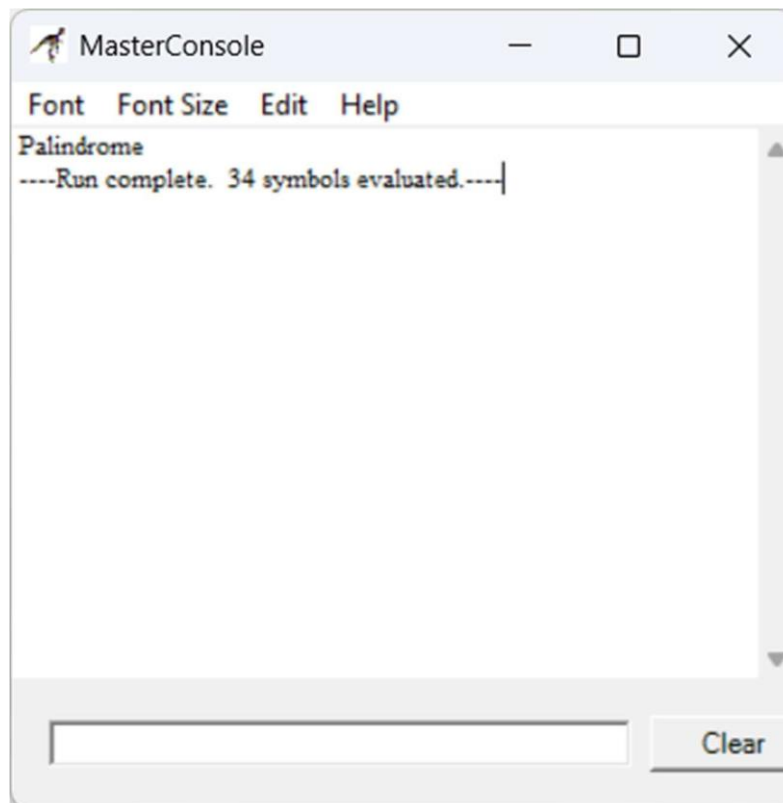 MasterConsole
Font Font Size Edit Help
Palindrome
----Run complete.  34 symbols evaluated.----
Clear